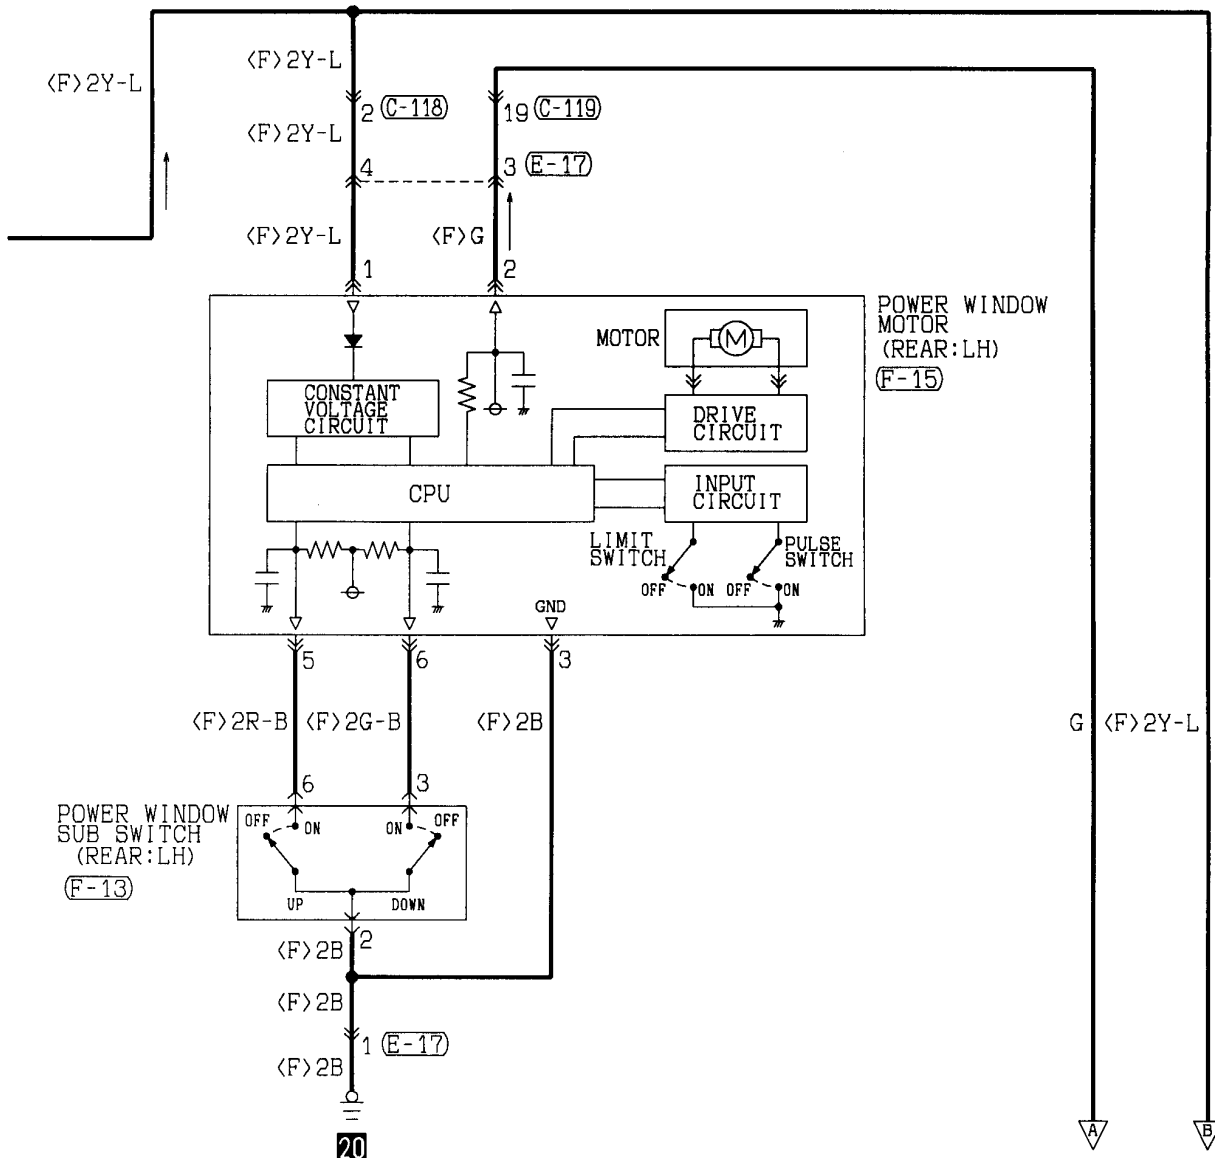 <F>2Y-L
<F>2Y-L
2 (C-118)
19 (C-119)
<F>2Y-L
4
3 (E-17)
<F>2Y-L
<F>G
1
2
POWER WINDOW
MOTOR
(REAR:LH)
(F-15)
MOTOR
M
CONSTANT
VOLTAGE
CIRCUIT
DRIVE
CIRCUIT
CPU
INPUT
CIRCUIT
LIMIT
SWITCH
PULSE
SWITCH
OFF ON OFF ON
GND
5
6
3
<F>2R-B
<F>2G-B
<F>2B
G
<F>2Y-L
6
3
POWER WINDOW
SUB SWITCH
(REAR:LH)
(F-13)
OFF ON ON OFF
UP DOWN
2
<F>2B
<F>2B
1 (E-17)
<F>2B
20
A
B